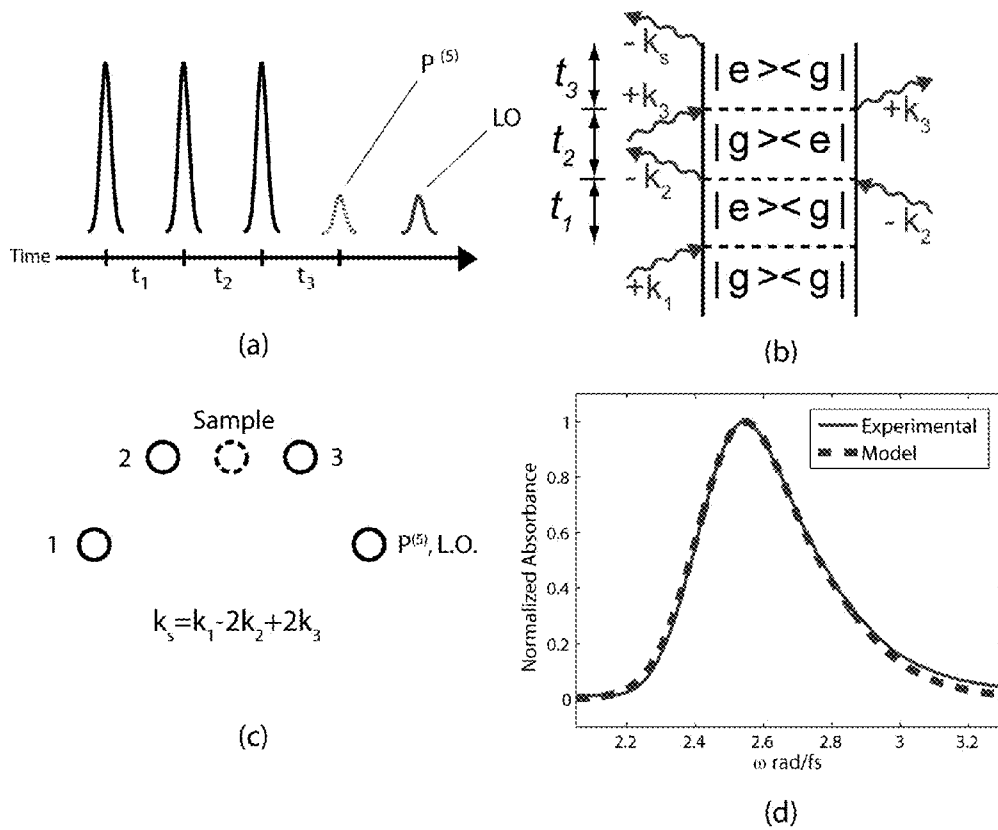 P (5)
LO
Time
t1
t2
t3
(a)
- ks
|e><g|
t3
+k3
+k3
|g><e|
t2
- k2
|e><g|
t1
- k2
+k1
|g><g|
(b)
Sample
2
3
1
P(5), L.O.
ks=k1-2k2+2k3
(c)
Normalized Absorbance
1
0.8
0.6
0.4
0.2
0
Experimental
Model
2.2
2.4
2.6
2.8
3
3.2
ω rad/fs
(d)